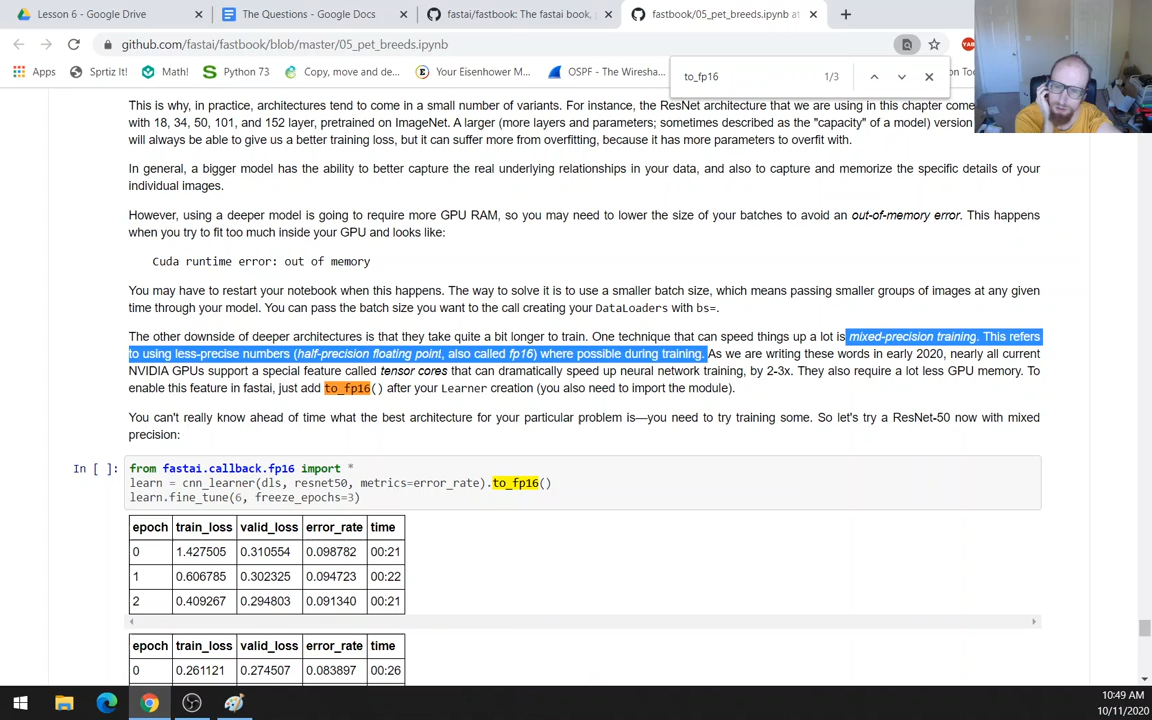 Lesson 6 - Google Drive
The Questions - Google Docs
fastai/fastbook: The fastai book,
fastbook/05_pet_breeds.ipynb at
github.com/fastai/fastbook/blob/master/05_pet_breeds.ipynb
Apps
Sprtiz It!
Math!
Python 73
Copy, move and de...
Your Eisenhower M...
OSPF - The Wiresha...
to_fp16
1/3
This is why, in practice, architectures tend to come in a small number of variants. For instance, the ResNet architecture that we are using in this chapter come
with 18, 34, 50, 101, and 152 layer, pretrained on ImageNet. A larger (more layers and parameters; sometimes described as the "capacity" of a model) version
will always be able to give us a better training loss, but it can suffer more from overfitting, because it has more parameters to overfit with.
In general, a bigger model has the ability to better capture the real underlying relationships in your data, and also to capture and memorize the specific details of your
individual images.
However, using a deeper model is going to require more GPU RAM, so you may need to lower the size of your batches to avoid an out-of-memory error. This happens
when you try to fit too much inside your GPU and looks like:
Cuda runtime error: out of memory
You may have to restart your notebook when this happens. The way to solve it is to use a smaller batch size, which means passing smaller groups of images at any given
time through your model. You can pass the batch size you want to the call creating your DataLoaders with bs=.
The other downside of deeper architectures is that they take quite a bit longer to train. One technique that can speed things up a lot is mixed-precision training. This refers
to using less-precise numbers (half-precision floating point, also called fp16) where possible during training. As we are writing these words in early 2020, nearly all current
NVIDIA GPUs support a special feature called tensor cores that can dramatically speed up neural network training, by 2-3x. They also require a lot less GPU memory. To
enable this feature in fastai, just add to_fp16() after your Learner creation (you also need to import the module).
You can't really know ahead of time what the best architecture for your particular problem is—you need to try training some. So let's try a ResNet-50 now with mixed
precision:
In [ ]:
from fastai.callback.fp16 import *
learn = cnn_learner(dls, resnet50, metrics=error_rate).to_fp16()
learn.fine_tune(6, freeze_epochs=3)
epoch train_loss valid_loss error_rate time
0 1.427505 0.310554 0.098782 00:21
1 0.606785 0.302325 0.094723 00:22
2 0.409267 0.294803 0.091340 00:21
epoch train_loss valid_loss error_rate time
0 0.261121 0.274507 0.083897 00:26
10:49 AM
10/11/2020